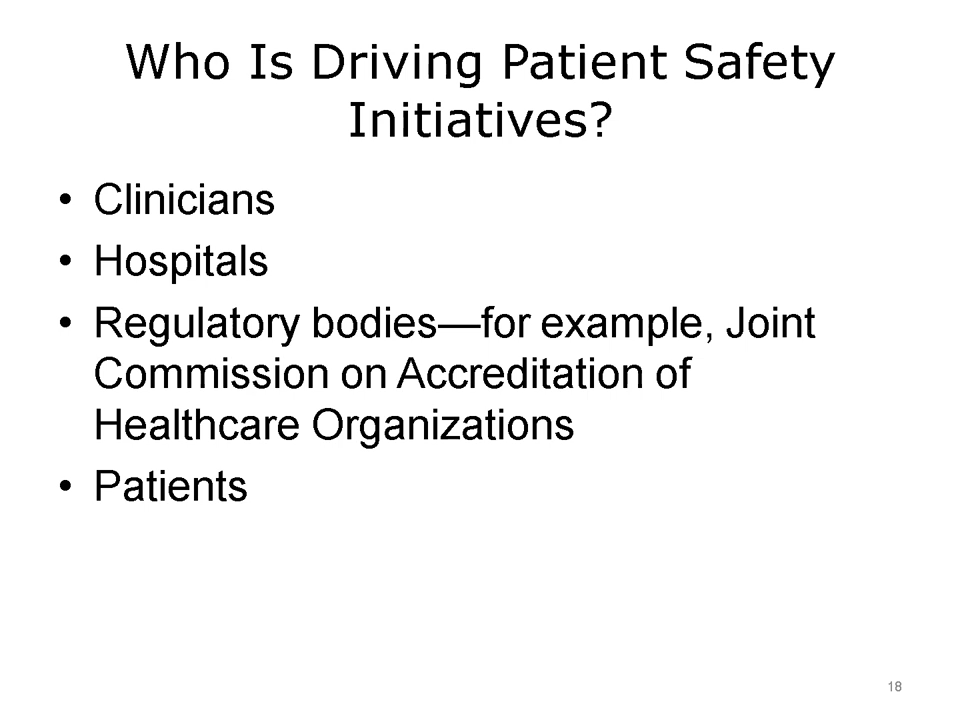 Who Is Driving Patient Safety
Initiatives?
• Clinicians
• Hospitals
• Regulatory bodies—for example, Joint
Commission on Accreditation of
Healthcare Organizations
• Patients
18